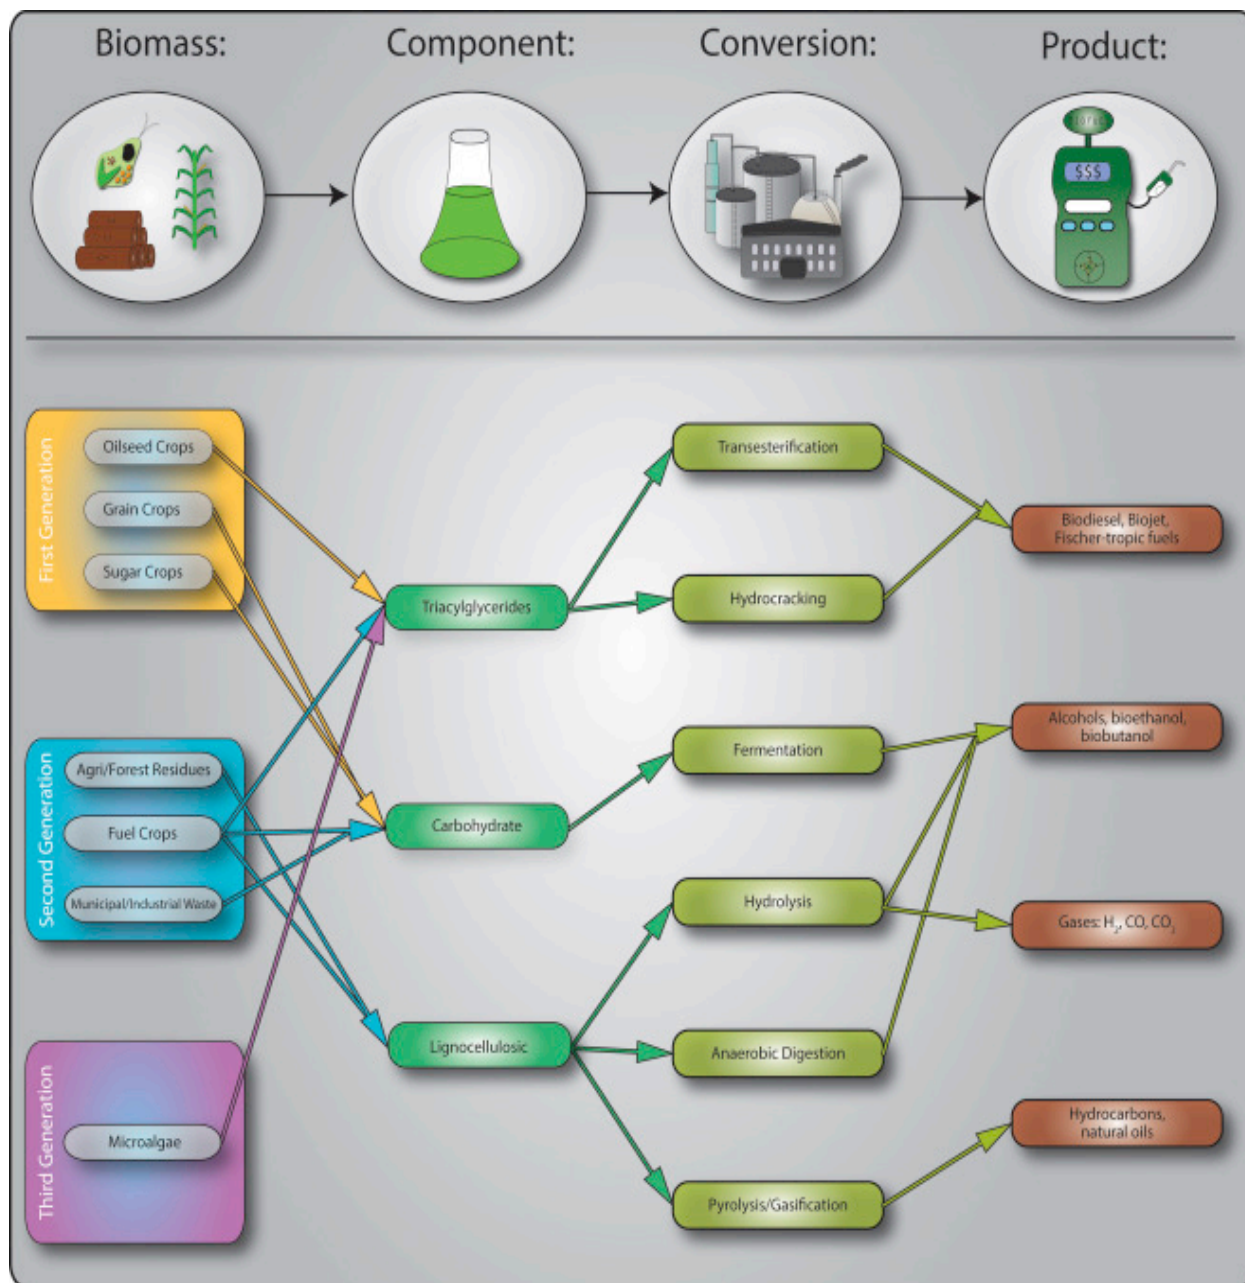 Biomass:
Component:
Conversion:
Product:
$$$
First Generation
Oilseed Crops
Grain Crops
Sugar Crops
Second Generation
Agri/Forest Residues
Fuel Crops
Municipal/Industrial Waste
Third Generation
Microalgae
Triacylglycerides
Carbohydrate
Lignocellulosic
Transesterification
Hydrocracking
Fermentation
Hydrolysis
Anaerobic Digestion
Pyrolysis/Gasification
Biodiesel, Biojet,
Fischer-tropic fuels
Alcohols, bioethanol,
biobutanol
Gases: H₂, CO, CO₂
Hydrocarbons,
natural oils